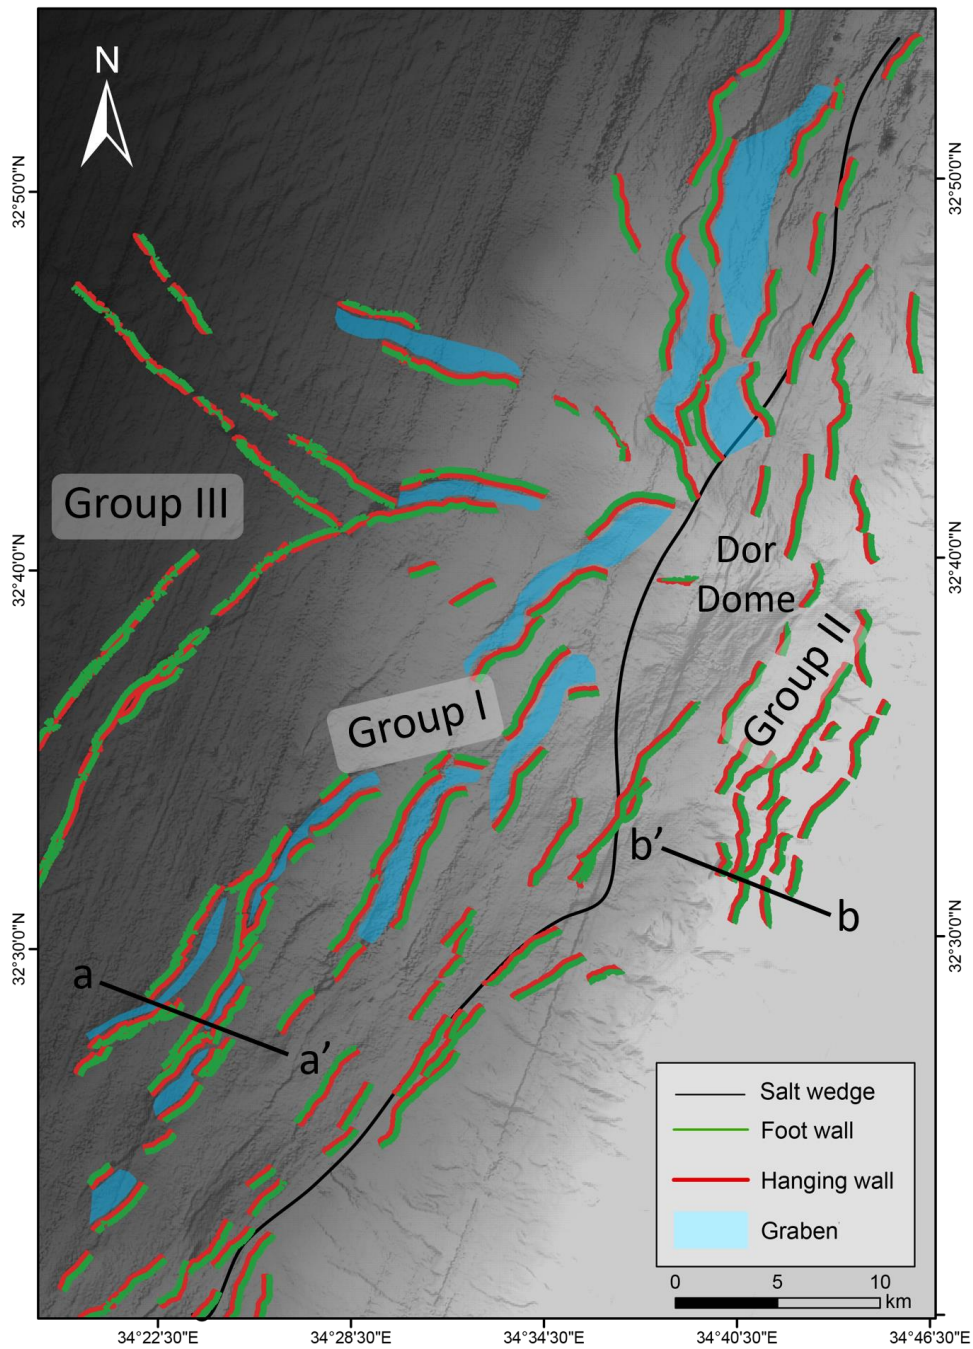 N
32°50'0"N
32°50'0"N
Group III
Dor
Dome
32°40'0"N
32°40'0"N
Group II
Group I
b’
b
32°30'0"N
32°30'0"N
a
a’
Salt wedge
Foot wall
Hanging wall
Graben
0 5 10
km
34°22'30"E 34°28'30"E 34°34'30"E 34°40'30"E 34°46'30"E